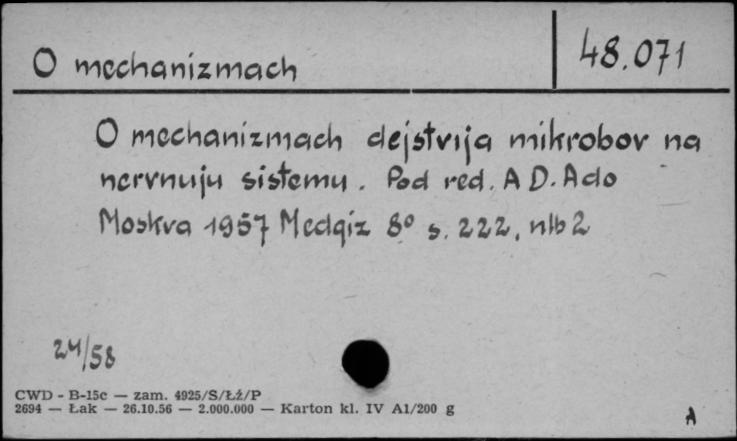 O mechanizmach
48.071
O mechanizmach dejstvija mikrobov na
nervnuju sistemu. Pod red. A D. Ado
Moskva 1957 Medgiz 8° s. 222, nlb 2
24/58
CWD - B-15c — zam. 4925/S/Łż/P
2694 — Łak — 26.10.56 — 2.000.000 — Karton kl. IV A1/200 g
A